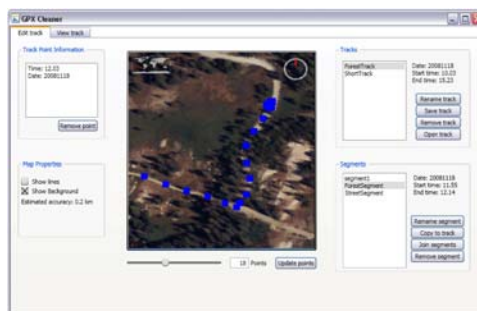 GPX Cleaner
Edit track
View track
Track Point Information
Time: 12.03
Date: 20081118
Remove point
Map Properties
Show lines
Show Background
Estimated accuracy: 0.2 km
18 Points
Update points
Tracks
ForestTrack
ShortTrack
Date: 20081118
Start time: 10.03
End time: 15.23
Rename track
Save track
Remove track
Open track
Segments
segment1
ForestSegment
StreetSegment
Date: 20081118
Start time: 11.55
End time: 12.14
Rename segment
Copy to track
Join segments
Remove segment